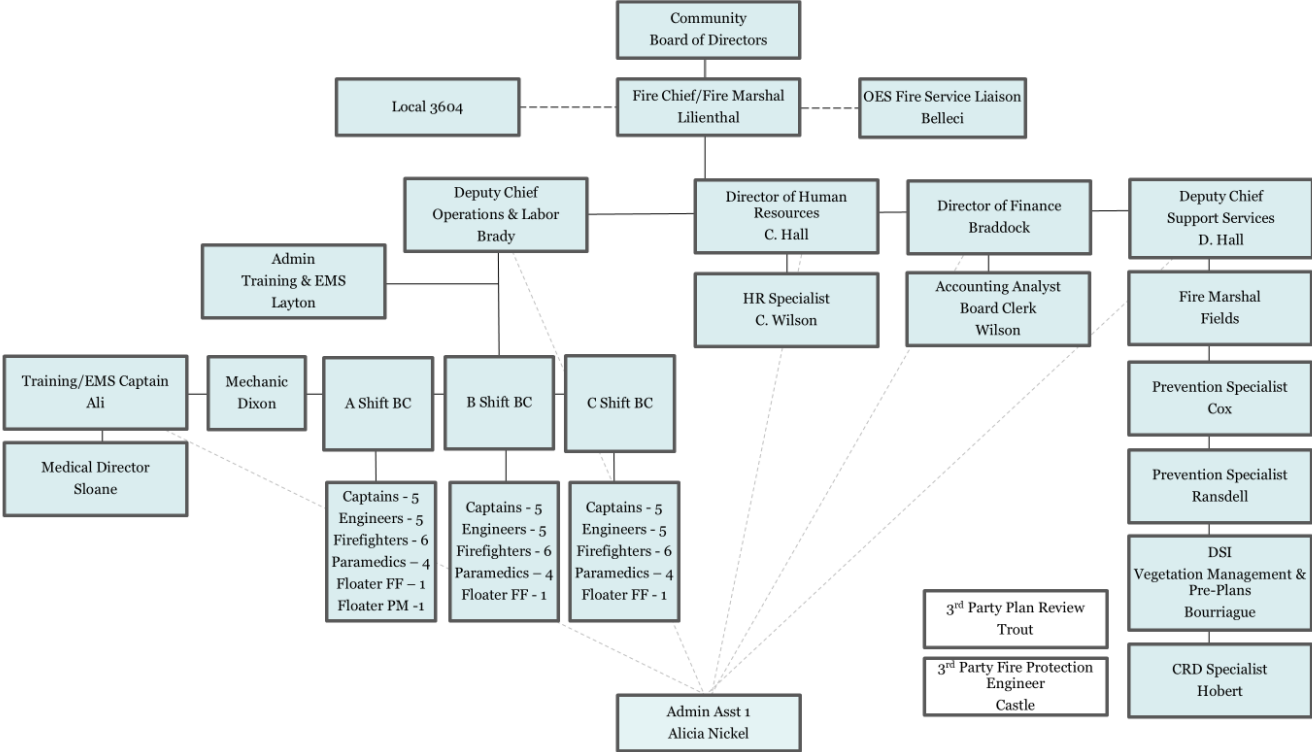 Community
Board of Directors
Local 3604
Fire Chief/Fire Marshal
Lilienthal
OES Fire Service Liaison
Belleci
Deputy Chief
Operations & Labor
Brady
Director of Human
Resources
C. Hall
Director of Finance
Braddock
Deputy Chief
Support Services
D. Hall
Admin
Training & EMS
Layton
HR Specialist
C. Wilson
Accounting Analyst
Board Clerk
Wilson
Fire Marshal
Fields
Training/EMS Captain
Ali
Mechanic
Dixon
A Shift BC
B Shift BC
C Shift BC
Prevention Specialist
Cox
Medical Director
Sloane
Prevention Specialist
Ransdell
Captains - 5
Engineers - 5
Firefighters - 6
Paramedics – 4
Floater FF – 1
Floater PM -1
Captains - 5
Engineers - 5
Firefighters - 6
Paramedics – 4
Floater FF - 1
Captains - 5
Engineers - 5
Firefighters - 6
Paramedics – 4
Floater FF - 1
DSI
Vegetation Management &
Pre-Plans
Bourriague
3rd Party Plan Review
Trout
3rd Party Fire Protection
Engineer
Castle
CRD Specialist
Hobert
Admin Asst 1
Alicia Nickel